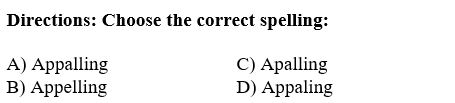 Directions: Choose the correct spelling:
A) Appalling C) Apalling
B) Appelling D) Appaling